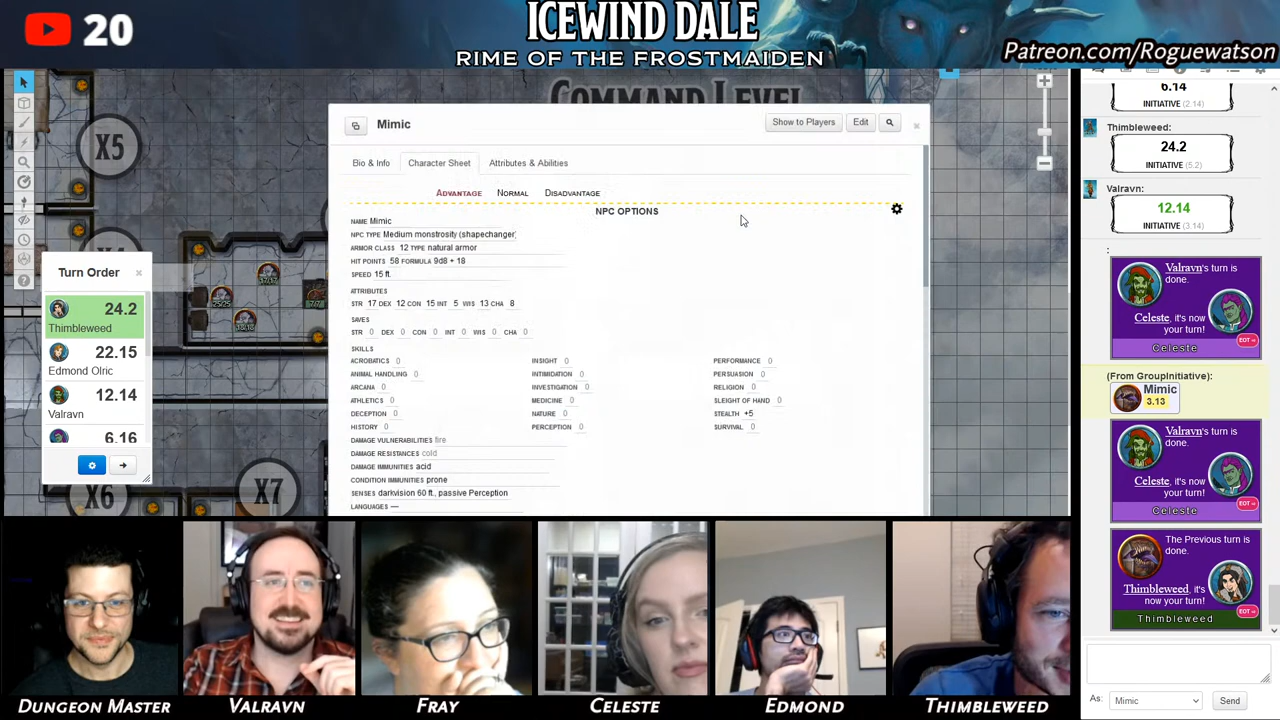 20
ICEWIND DALE
RIME OF THE FROSTMAIDEN
Patreon.com/Roguewatson
COMMAND LEVEL
X5
X6
X7
Turn Order
24.2
Thimbleweed
22.15
Edmond Olric
12.14
Valravn
6.16
Mimic
Show to Players
Edit
Bio & Info
Character Sheet
Attributes & Abilities
ADVANTAGE NORMAL DISADVANTAGE
NPC OPTIONS
NAME Mimic
NPC TYPE Medium monstrosity (shapechanger)
ARMOR CLASS 12 TYPE natural armor
HIT POINTS 58 FORMULA 9d8 + 18
SPEED 15 ft.
ATTRIBUTES
STR 17 DEX 12 CON 15 INT 5 WIS 13 CHA 8
SAVES
STR 0 DEX 0 CON 0 INT 0 WIS 0 CHA 0
SKILLS
ACROBATICS 0
ANIMAL HANDLING 0
ARCANA 0
ATHLETICS 0
DECEPTION 0
HISTORY 0
INSIGHT 0
INTIMIDATION 0
INVESTIGATION 0
MEDICINE 0
NATURE 0
PERCEPTION 0
PERFORMANCE 0
PERSUASION 0
RELIGION 0
SLEIGHT OF HAND 0
STEALTH +5
SURVIVAL 0
DAMAGE VULNERABILITIES fire
DAMAGE RESISTANCES cold
DAMAGE IMMUNITIES acid
CONDITION IMMUNITIES prone
SENSES darkvision 60 ft., passive Perception
LANGUAGES —
6.14
INITIATIVE (2.14)
Thimbleweed:
24.2
INITIATIVE (5.2)
Valravn:
12.14
INITIATIVE (3.14)
:
Valravn's turn is
done.
Celeste, it's now
your turn!
EOT
Celeste
(From GroupInitiative):
Mimic
3.13
Valravn's turn is
done.
Celeste, it's now
your turn!
EOT
Celeste
The Previous turn is
done.
Thimbleweed, it's
now your turn!
EOT
Thimbleweed
As:
Mimic
Send
DUNGEON MASTER
VALRAVN
FRAY
CELESTE
EDMOND
THIMBLEWEED